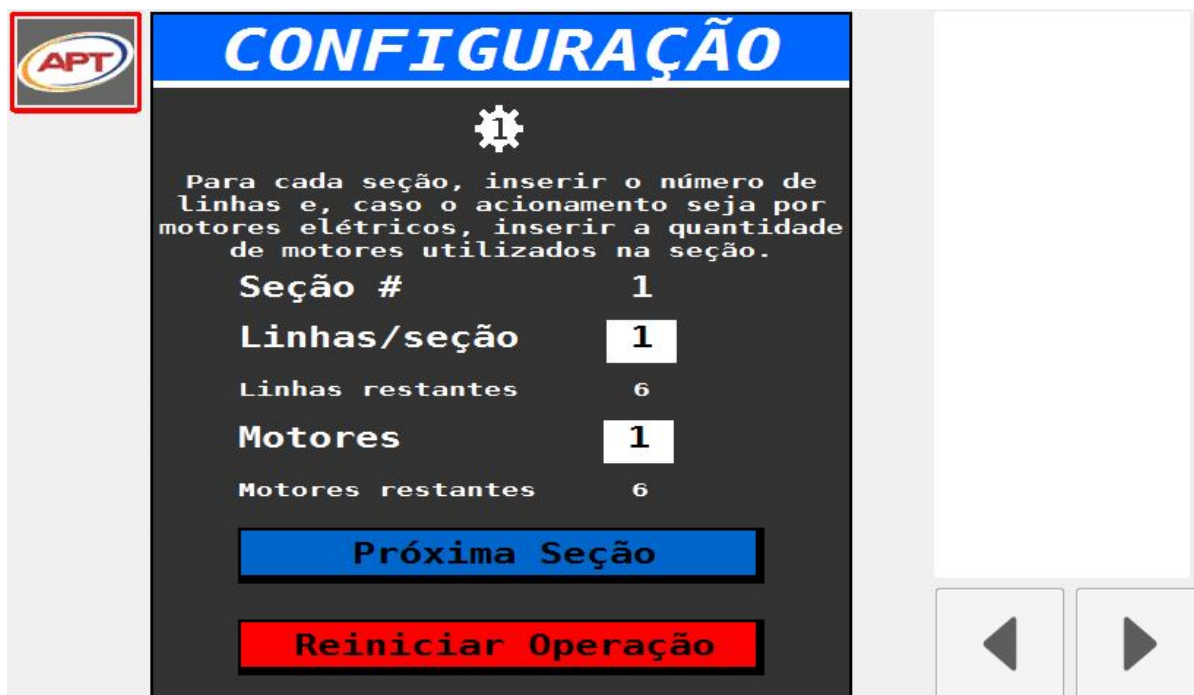 APT
CONFIGURAÇÃO
1
Para cada seção, inserir o número de
linhas e, caso o acionamento seja por
motores elétricos, inserir a quantidade
de motores utilizados na seção.
Seção # 1
Linhas/seção 1
Linhas restantes 6
Motores 1
Motores restantes 6
Próxima Seção
Reiniciar Operação